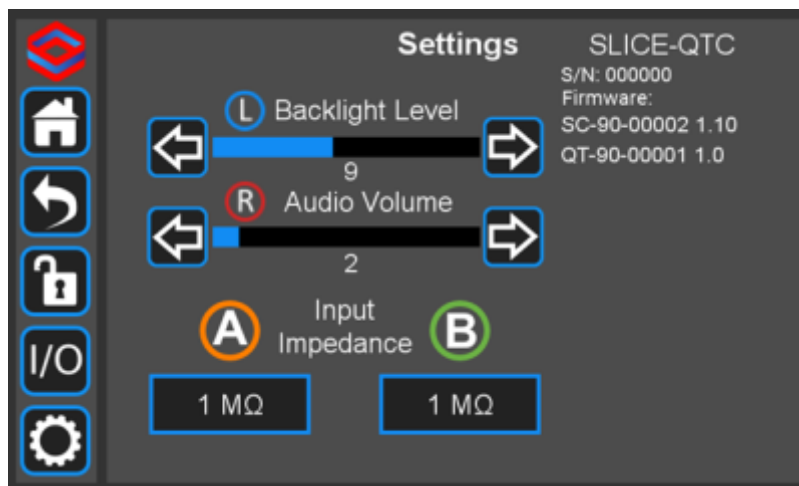 Settings
SLICE-QTC
S/N: 000000
Firmware:
SC-90-00002 1.10
QT-90-00001 1.0
L Backlight Level
9
R Audio Volume
2
A Input Impedance B
1 MΩ 1 MΩ
I/O